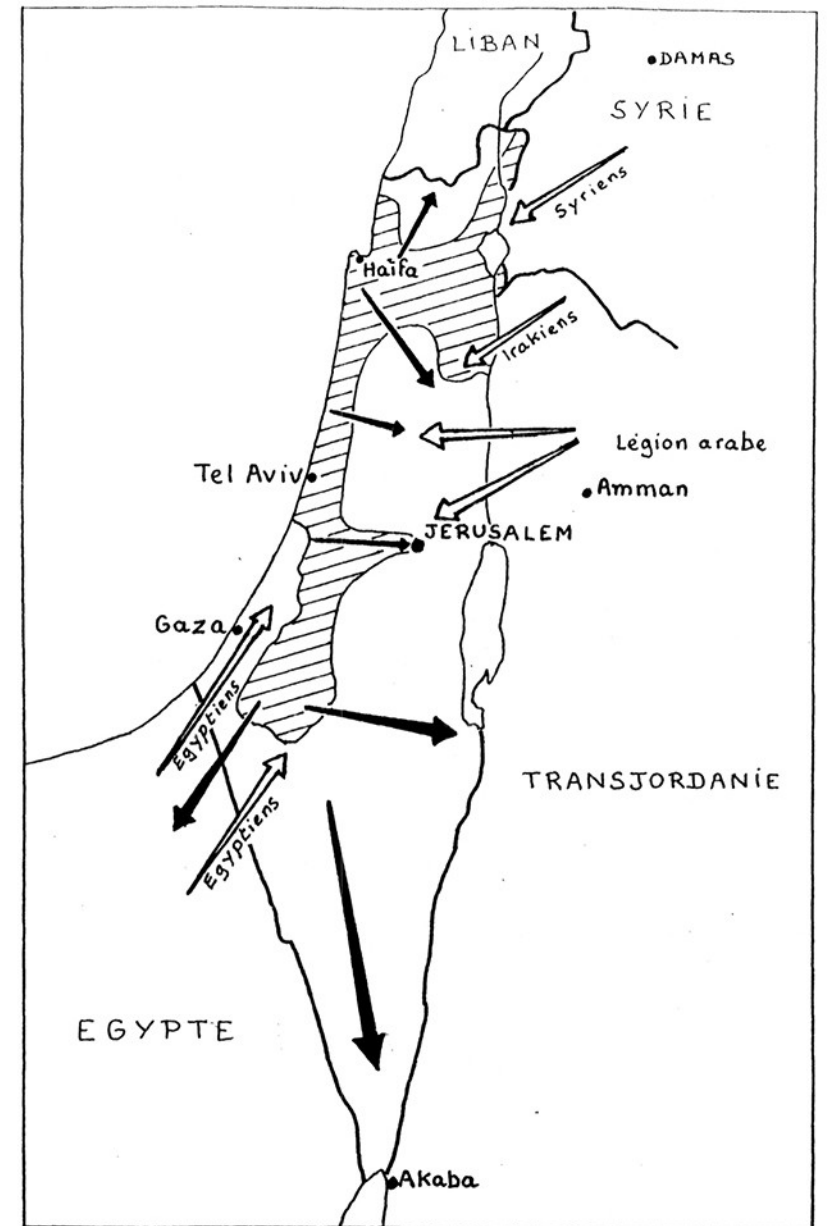 LIBAN
DAMAS
SYRIE
Syriens
Haïfa
Irakiens
Légion arabe
Tel Aviv
Amman
JERUSALEM
Gaza
Egyptiens
TRANSJORDANIE
Egyptiens
EGYPTE
Akaba